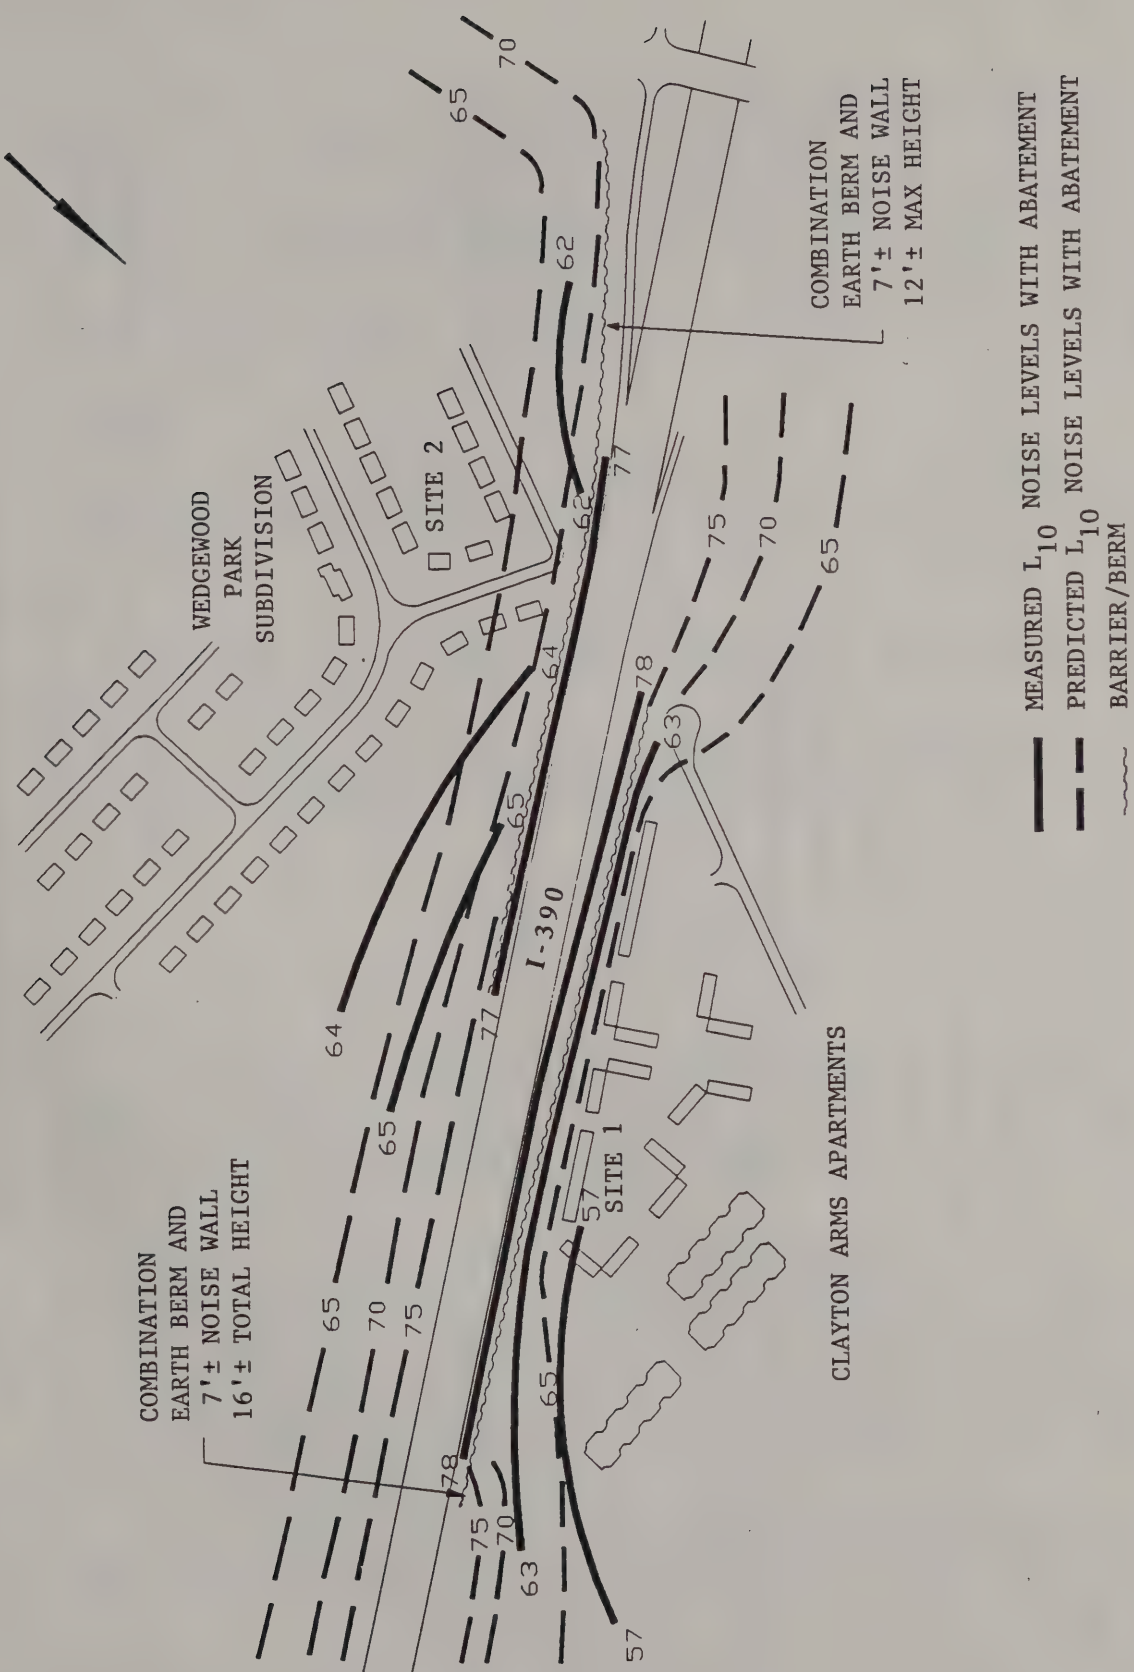 COMBINATION
EARTH BERM AND
7'± NOISE WALL
16'± TOTAL HEIGHT
WEDGEWOOD
PARK
SUBDIVISION
SITE 2
65
70
75
64
65
77
65
64
62
62
77
65
70
I-390
78
75
70
63
57
65
57
SITE 1
63
78
75
70
65
CLAYTON ARMS APARTMENTS
COMBINATION
EARTH BERM AND
7'± NOISE WALL
12'± MAX HEIGHT
MEASURED L10 NOISE LEVELS WITH ABATEMENT
PREDICTED L10 NOISE LEVELS WITH ABATEMENT
BARRIER/BERM